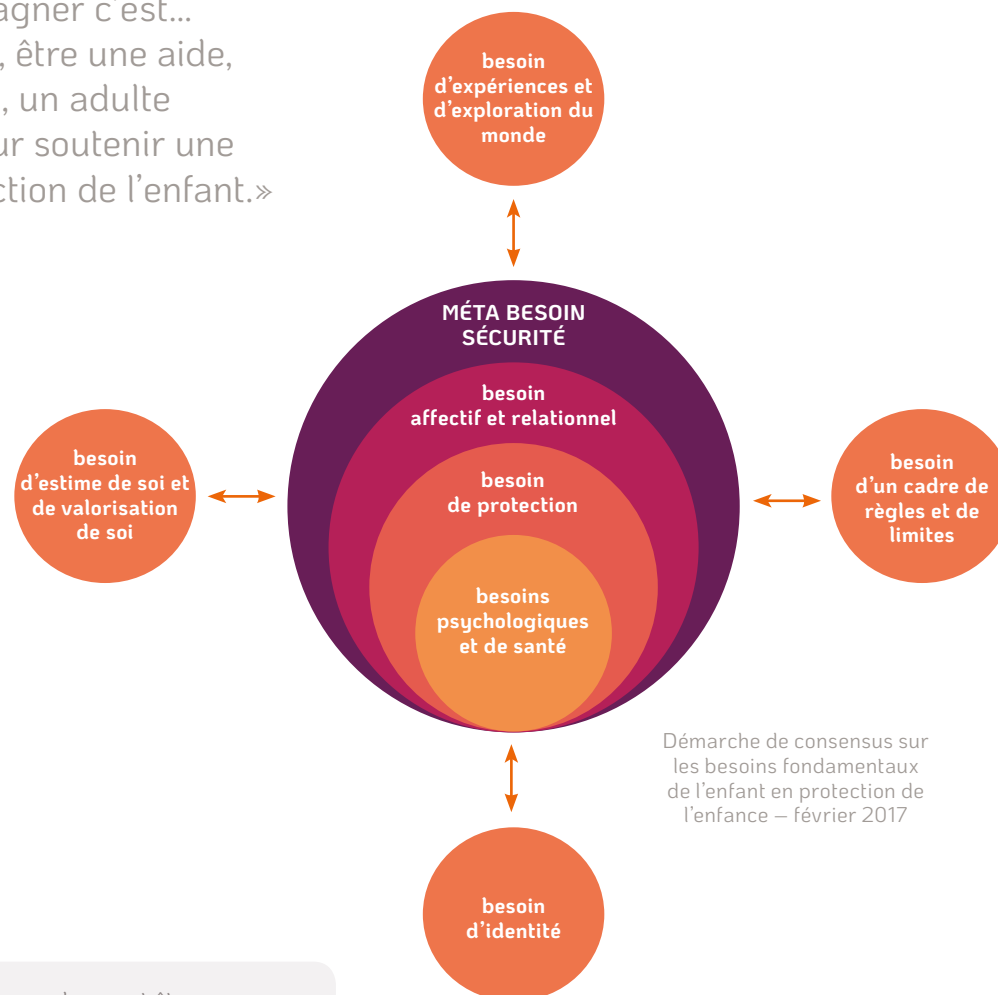 agner c'est...
, être une aide,
, un adulte
ur soutenir une
ction de l'enfant.»
besoin
d'expériences et
d'exploration du
monde
MÉTA BESOIN
SÉCURITÉ
besoin
affectif et relationnel
besoin
d'estime de soi et
de valorisation
de soi
besoin
de protection
besoin
d'un cadre de
règles et de
limites
besoins
psychologiques
et de santé
Démarche de consensus sur
les besoins fondamentaux
de l'enfant en protection de
l'enfance – février 2017
besoin
d'identité